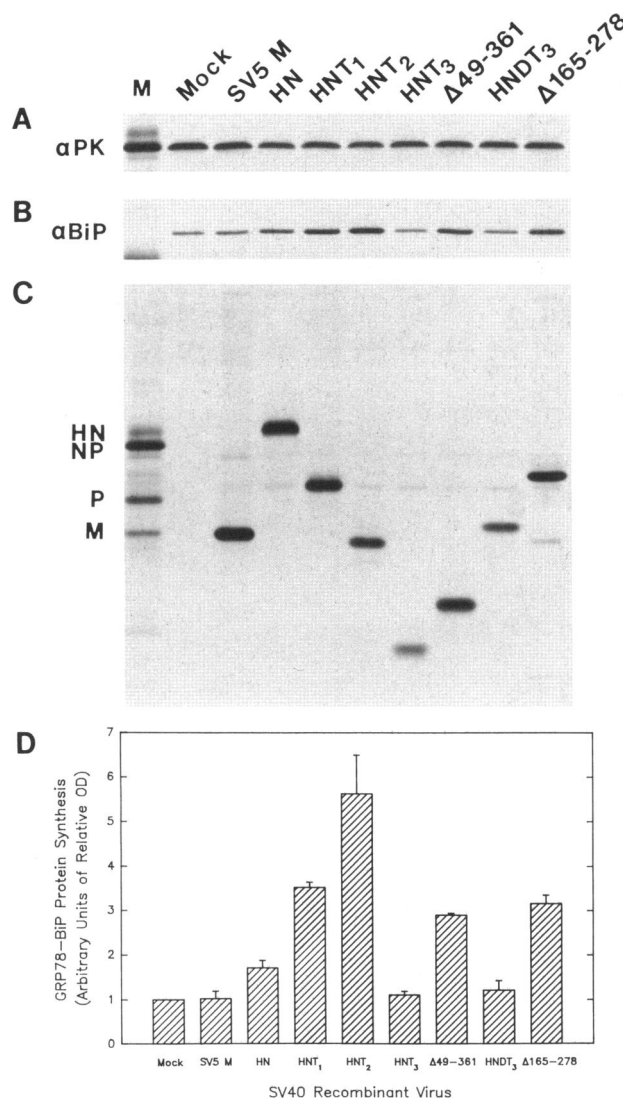 M Mock SV5 M HN HNT₁ HNT₂ HNT₃ Δ49-361 HNDT₃ Δ165-278
A
αPK
B
αBiP
C
HN
NP
P
M
D
GRP78-BiP Protein Synthesis
(Arbitrary Units of Relative OD)
7
6
5
4
3
2
1
0
Mock SV5 M HN HNT₁ HNT₂ HNT₃ Δ49-361 HNDT₃ Δ165-278
SV40 Recombinant Virus